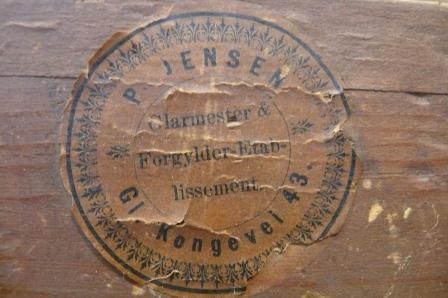 P. JENSEN
Glarmester &
Forgylder-Etab-
lissement.
Gl. Kongevei 43.